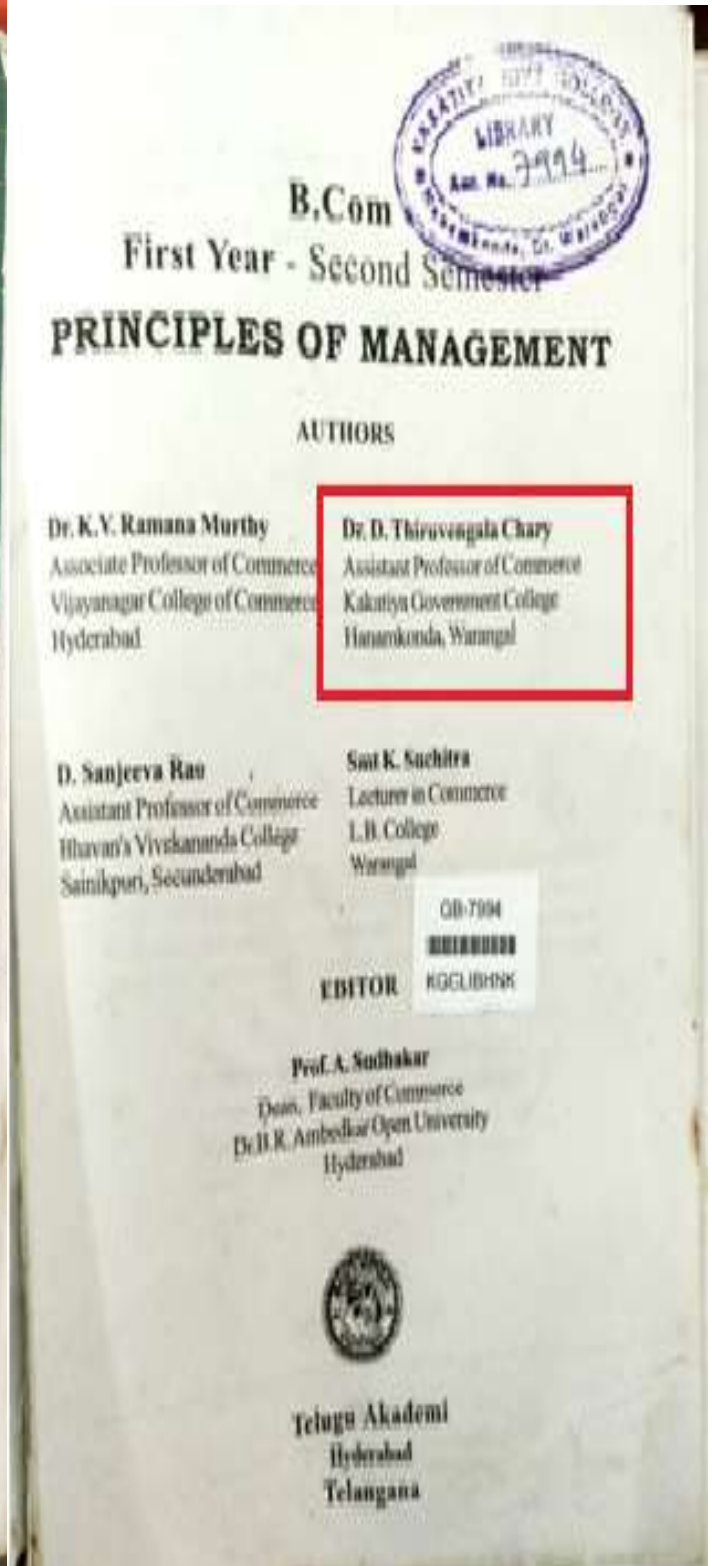 LIBRARY
Acc. No. 7994
B.Com
First Year - Second Semester
PRINCIPLES OF MANAGEMENT
AUTHORS
Dr. K.V. Ramana Murthy
Associate Professor of Commerce
Vijayanagar College of Commerce
Hyderabad
Dr. D. Thiruvengala Chary
Assistant Professor of Commerce
Kakatiya Government College
Hanamkonda, Warangal
D. Sanjeeva Rao
Assistant Professor of Commerce
Bhavan's Vivekananda College
Sainikpuri, Secunderabad
Smt K. Suchitra
Lecturer in Commerce
L.B. College
Warangal
GB-7994
KGCLIBHNK
EDITOR
Prof. A. Sudhakar
Dean, Faculty of Commerce
Dr.B.R. Ambedkar Open University
Hyderabad
Telugu Akademi
Hyderabad
Telangana